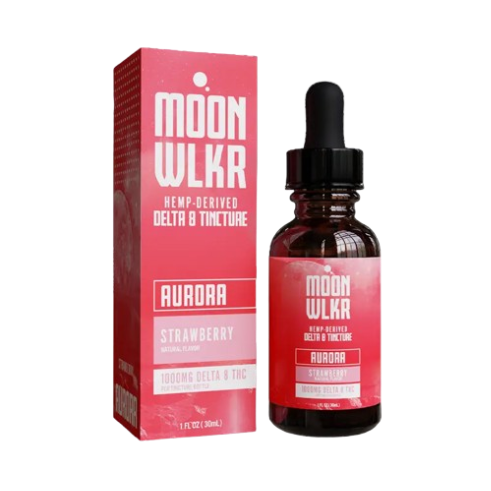 MOON
WLKR
HEMP-DERIVED
DELTA 8 TINCTURE
AURORA
STRAWBERRY
NATURAL FLAVOR
1000MG DELTA 8 THC
1 FL OZ (30mL)
AURORA
MOON
WLKR
HEMP-DERIVED
DELTA 8 TINCTURE
AURORA
STRAWBERRY
1000MG DELTA 8 THC